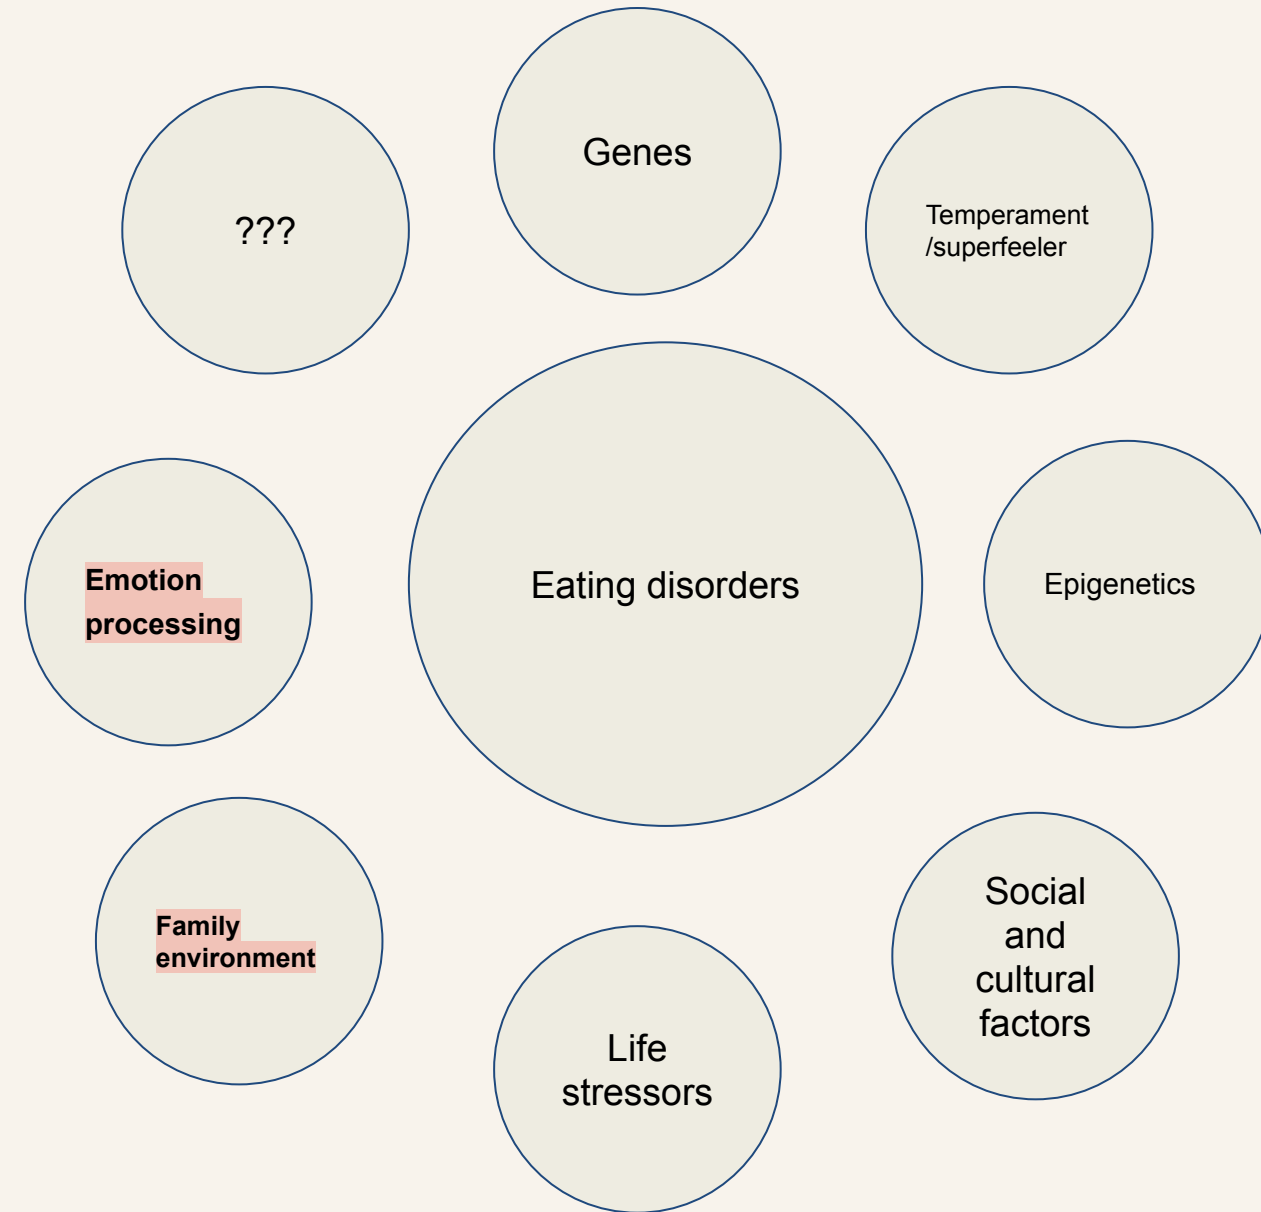 Genes
Temperament
/superfeeler
???
Eating disorders
Epigenetics
Emotion
processing
Social
and
cultural
factors
Family
environment
Life
stressors